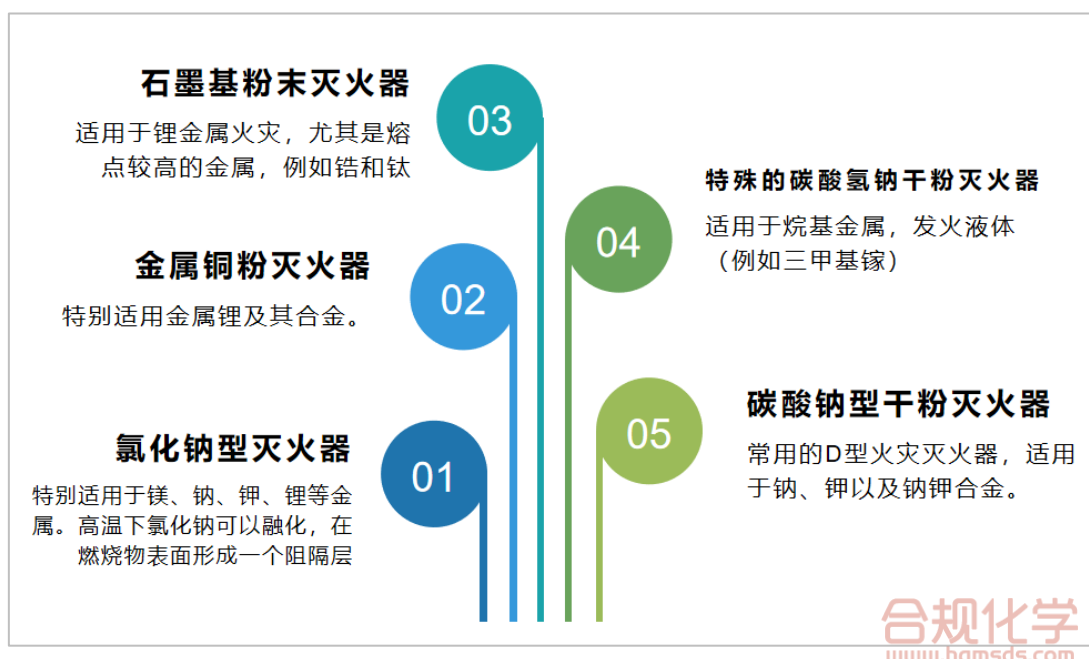 石墨基粉末灭火器
适用于锂金属火灾，尤其是熔
点较高的金属，例如锆和钛
03
特殊的碳酸氢钠干粉灭火器
适用于烷基金属，发火液体
（例如三甲基镓）
04
金属铜粉灭火器
特别适用金属锂及其合金。
02
碳酸钠型干粉灭火器
常用的D型火灾灭火器，适用
于钠、钾以及钠钾合金。
05
氯化钠型灭火器
特别适用于镁、钠、钾、锂等金
属。高温下氯化钠可以融化，在
燃烧物表面形成一个阻隔层
01
合规化学
www.hgmsds.com